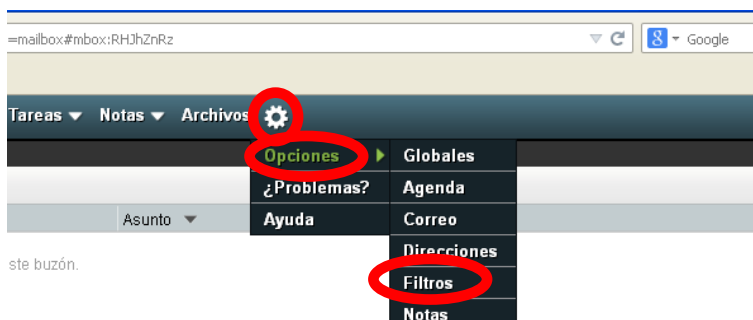 =mailbox#mbox:RHJhZnRz Google
Tareas Notas Archivos
Opciones Globales
¿Problemas? Agenda
Ayuda Correo
Asunto
Direcciones
ste buzón.
Filtros
Notas